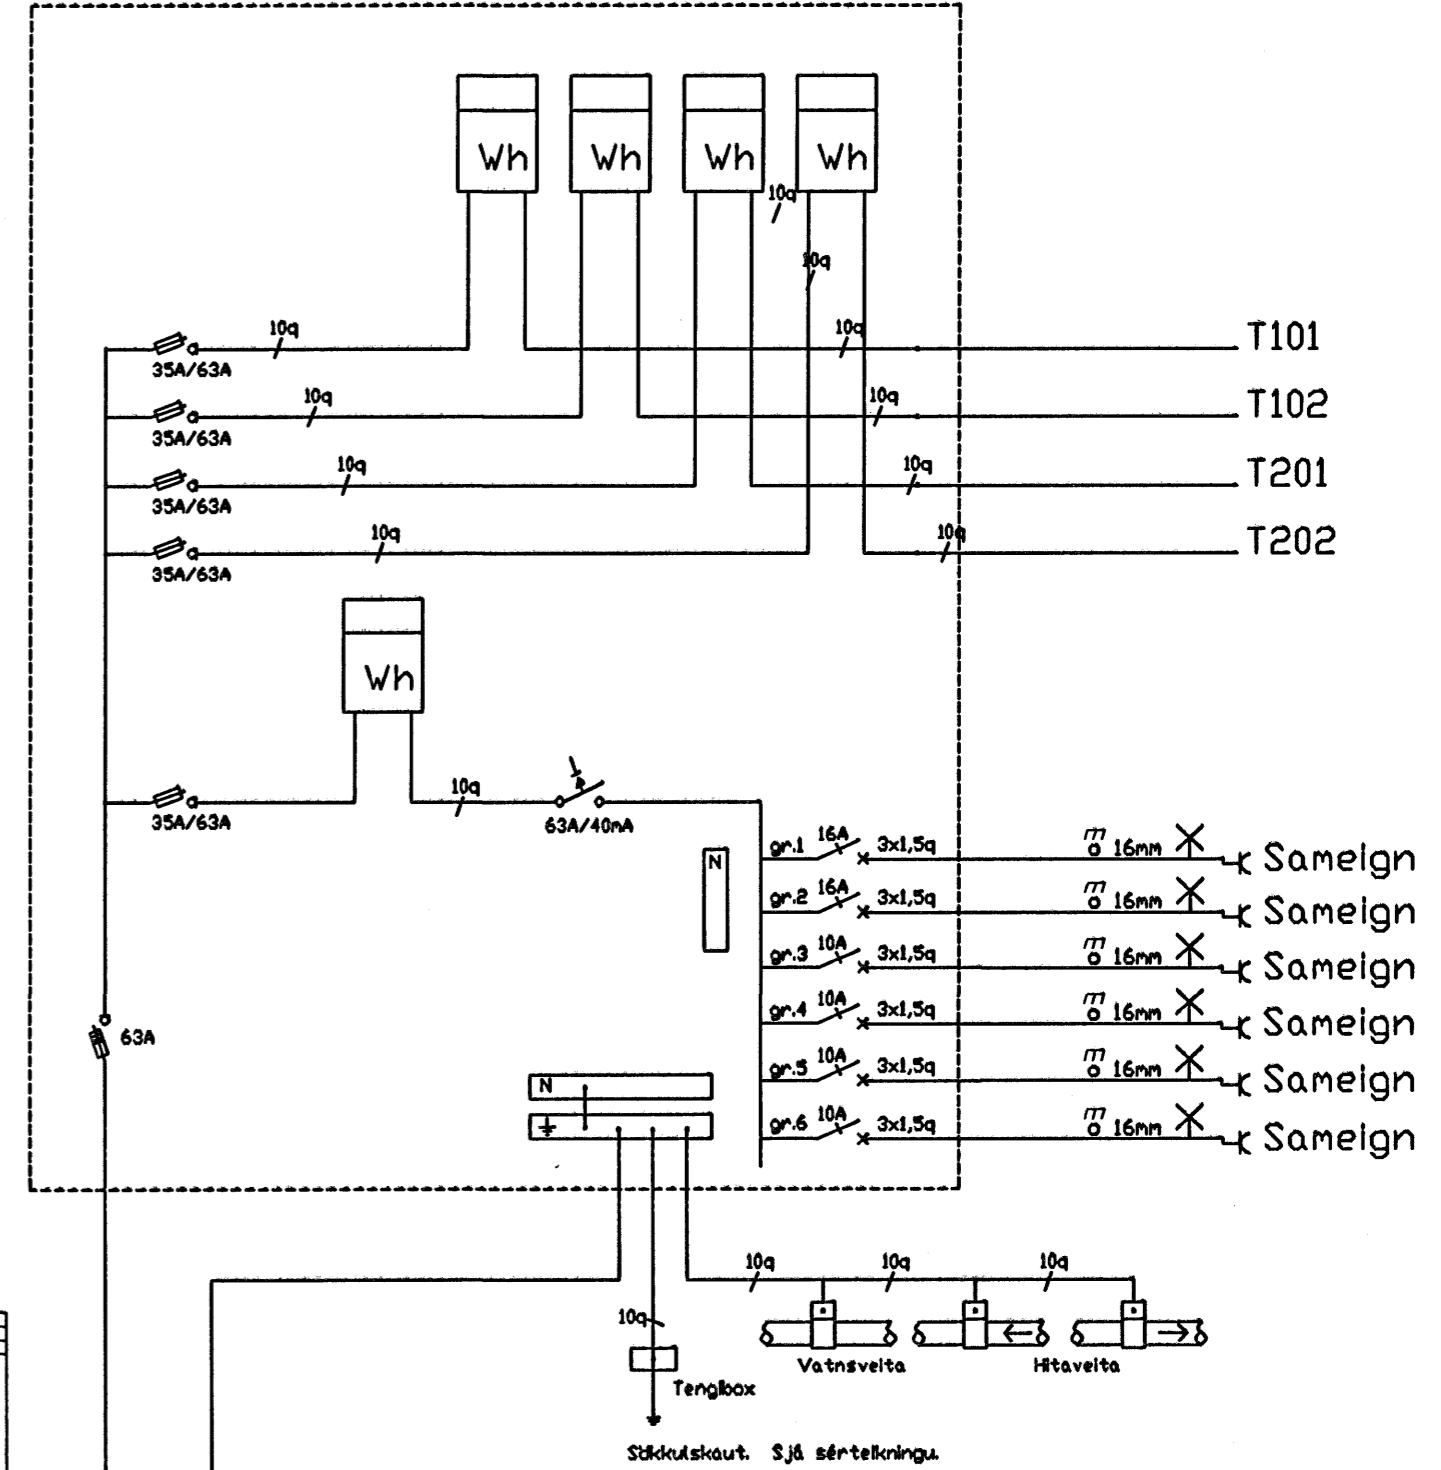 Wh Wh Wh Wh
10q
10q
10q 10q T101
35A/63A
10q 10q T102
35A/63A
10q 10q T201
35A/63A
10q 10q T202
35A/63A
Wh
10q
35A/63A 63A/40mA
N
gr.1 16A 3x1,5q 16mm Sameign
gr.2 16A 3x1,5q 16mm Sameign
gr.3 10A 3x1,5q 16mm Sameign
gr.4 10A 3x1,5q 16mm Sameign
63A
gr.5 10A 3x1,5q 16mm Sameign
N
gr.6 10A 3x1,5q 16mm Sameign
10q 10q 10q
10q
Vatnsveita Hitaveita
Tengibox
Sökkulskaut. Sjá sérteikningu.